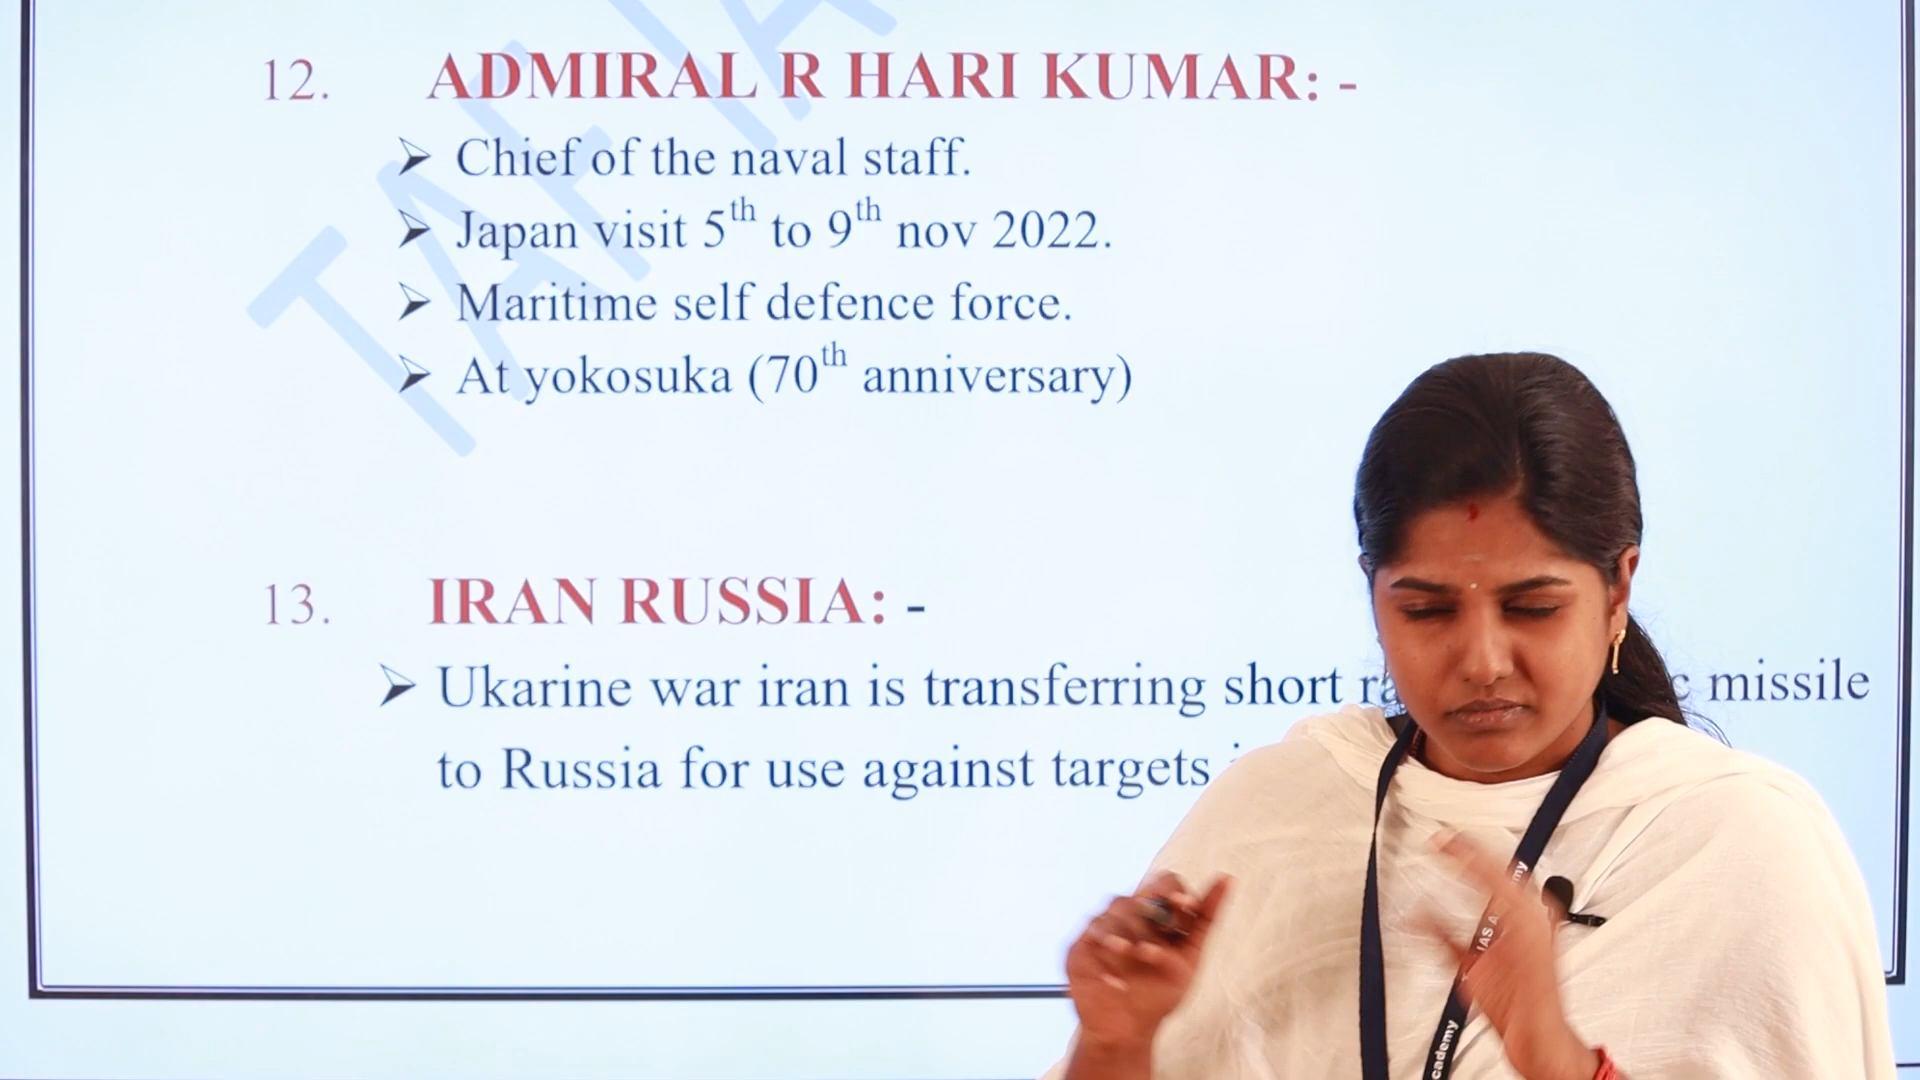 12. ADMIRAL R HARI KUMAR: -
➢ Chief of the naval staff.
➢ Japan visit 5th to 9th nov 2022.
➢ Maritime self defence force.
➢ At yokosuka (70th anniversary)
13. IRAN RUSSIA: -
➢ Ukarine war iran is transferring short missile
to Russia for use against targets
IAS
cademy